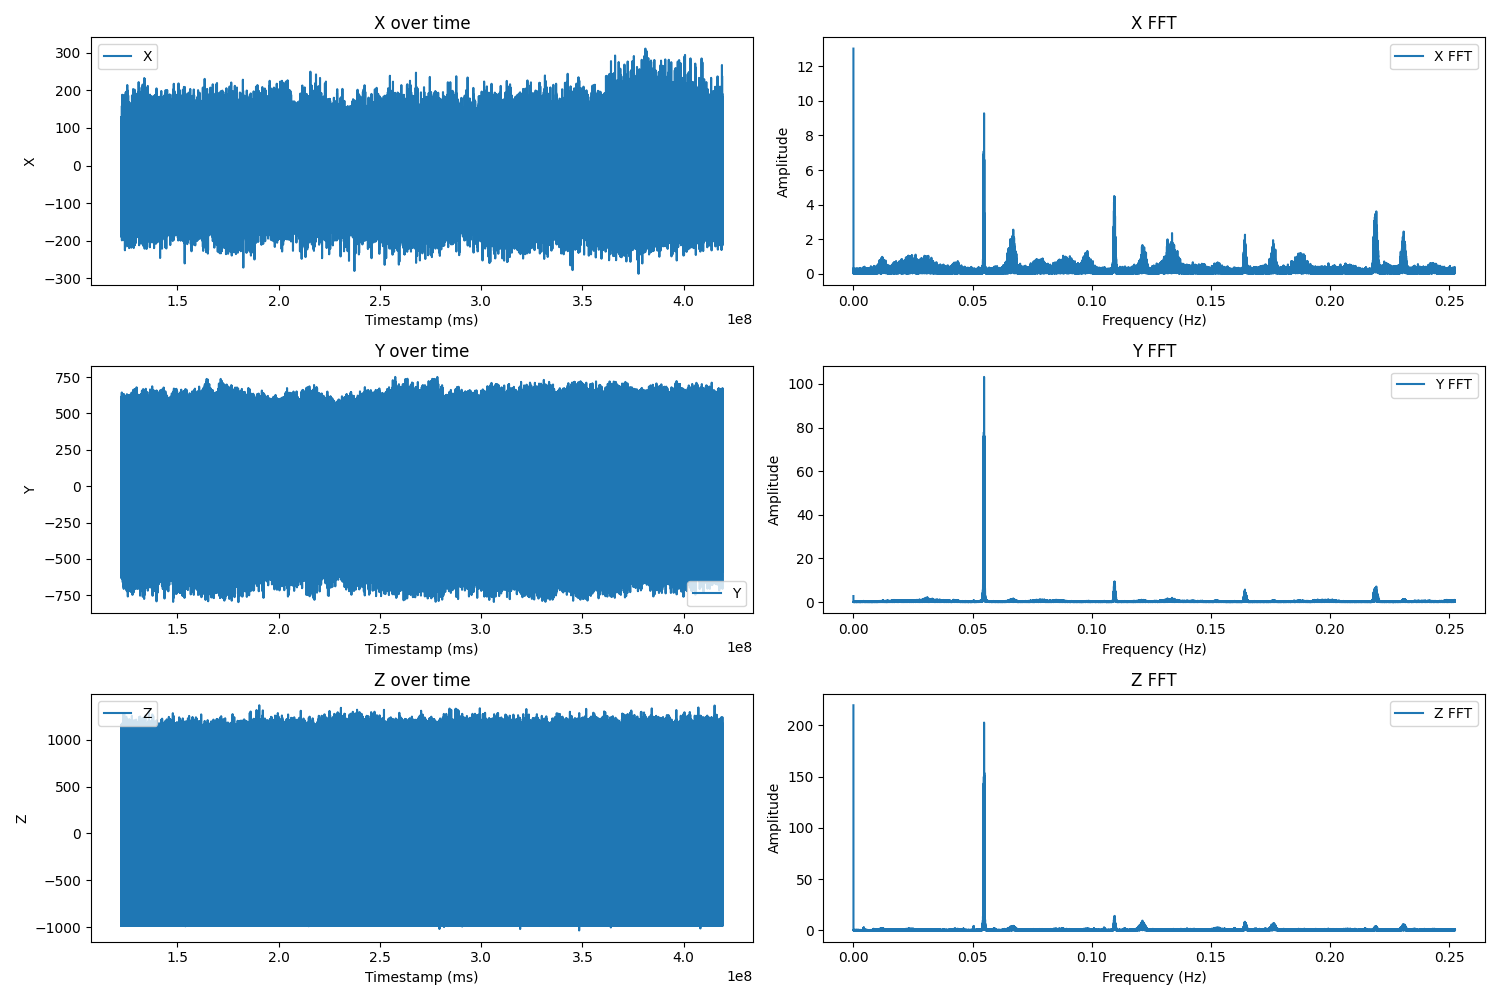 X over time
X
300
200
100
0
−100
−200
−300
X
1.5
2.0
2.5
3.0
3.5
4.0
1e8
Timestamp (ms)
X FFT
X FFT
12
10
8
6
4
2
0
Amplitude
0.00
0.05
0.10
0.15
0.20
0.25
Frequency (Hz)
Y over time
750
500
250
0
−250
−500
−750
Y
Y
1.5
2.0
2.5
3.0
3.5
4.0
1e8
Timestamp (ms)
Y FFT
Y FFT
100
80
60
40
20
0
Amplitude
0.00
0.05
0.10
0.15
0.20
0.25
Frequency (Hz)
Z over time
Z
1000
500
0
−500
−1000
Z
1.5
2.0
2.5
3.0
3.5
4.0
1e8
Timestamp (ms)
Z FFT
Z FFT
200
150
100
50
0
Amplitude
0.00
0.05
0.10
0.15
0.20
0.25
Frequency (Hz)